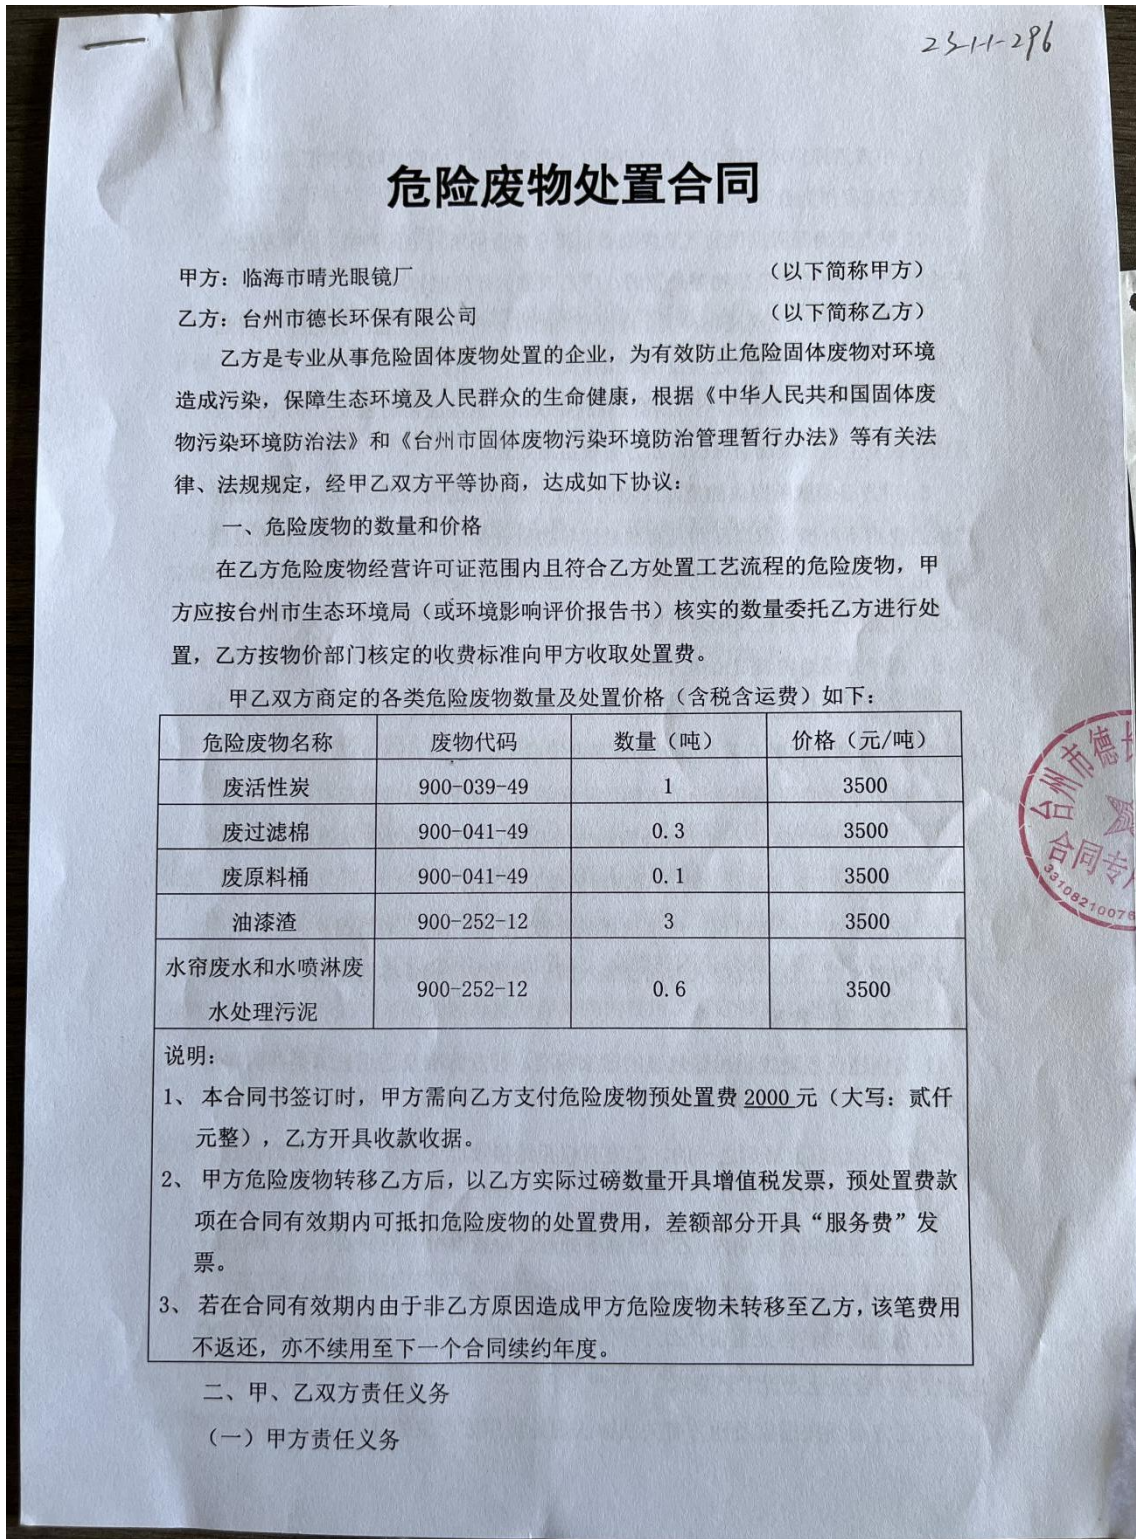 23-11-296
危险废物处置合同
甲方：临海市晴光眼镜厂 （以下简称甲方）
乙方：台州市德长环保有限公司 （以下简称乙方）
乙方是专业从事危险固体废物处置的企业，为有效防止危险固体废物对环境
造成污染，保障生态环境及人民群众的生命健康，根据《中华人民共和国固体废
物污染环境防治法》和《台州市固体废物污染环境防治管理暂行办法》等有关法
律、法规规定，经甲乙双方平等协商，达成如下协议：
一、危险废物的数量和价格
在乙方危险废物经营许可证范围内且符合乙方处置工艺流程的危险废物，甲
方应按台州市生态环境局（或环境影响评价报告书）核实的数量委托乙方进行处
置，乙方按物价部门核定的收费标准向甲方收取处置费。
甲乙双方商定的各类危险废物数量及处置价格（含税含运费）如下：
危险废物名称 废物代码 数量（吨） 价格（元/吨）
废活性炭 900-039-49 1 3500
废过滤棉 900-041-49 0.3 3500
废原料桶 900-041-49 0.1 3500
油漆渣 900-252-12 3 3500
水帘废水和水喷淋废
水处理污泥 900-252-12 0.6 3500
说明：
1、 本合同书签订时，甲方需向乙方支付危险废物预处置费 2000 元（大写：贰仟
元整），乙方开具收款收据。
2、 甲方危险废物转移乙方后，以乙方实际过磅数量开具增值税发票，预处置费款
项在合同有效期内可抵扣危险废物的处置费用，差额部分开具“服务费”发
票。
3、 若在合同有效期内由于非乙方原因造成甲方危险废物未转移至乙方，该笔费用
不返还，亦不续用至下一个合同续约年度。
二、甲、乙双方责任义务
（一）甲方责任义务
台州市德长
合同专
33108210076